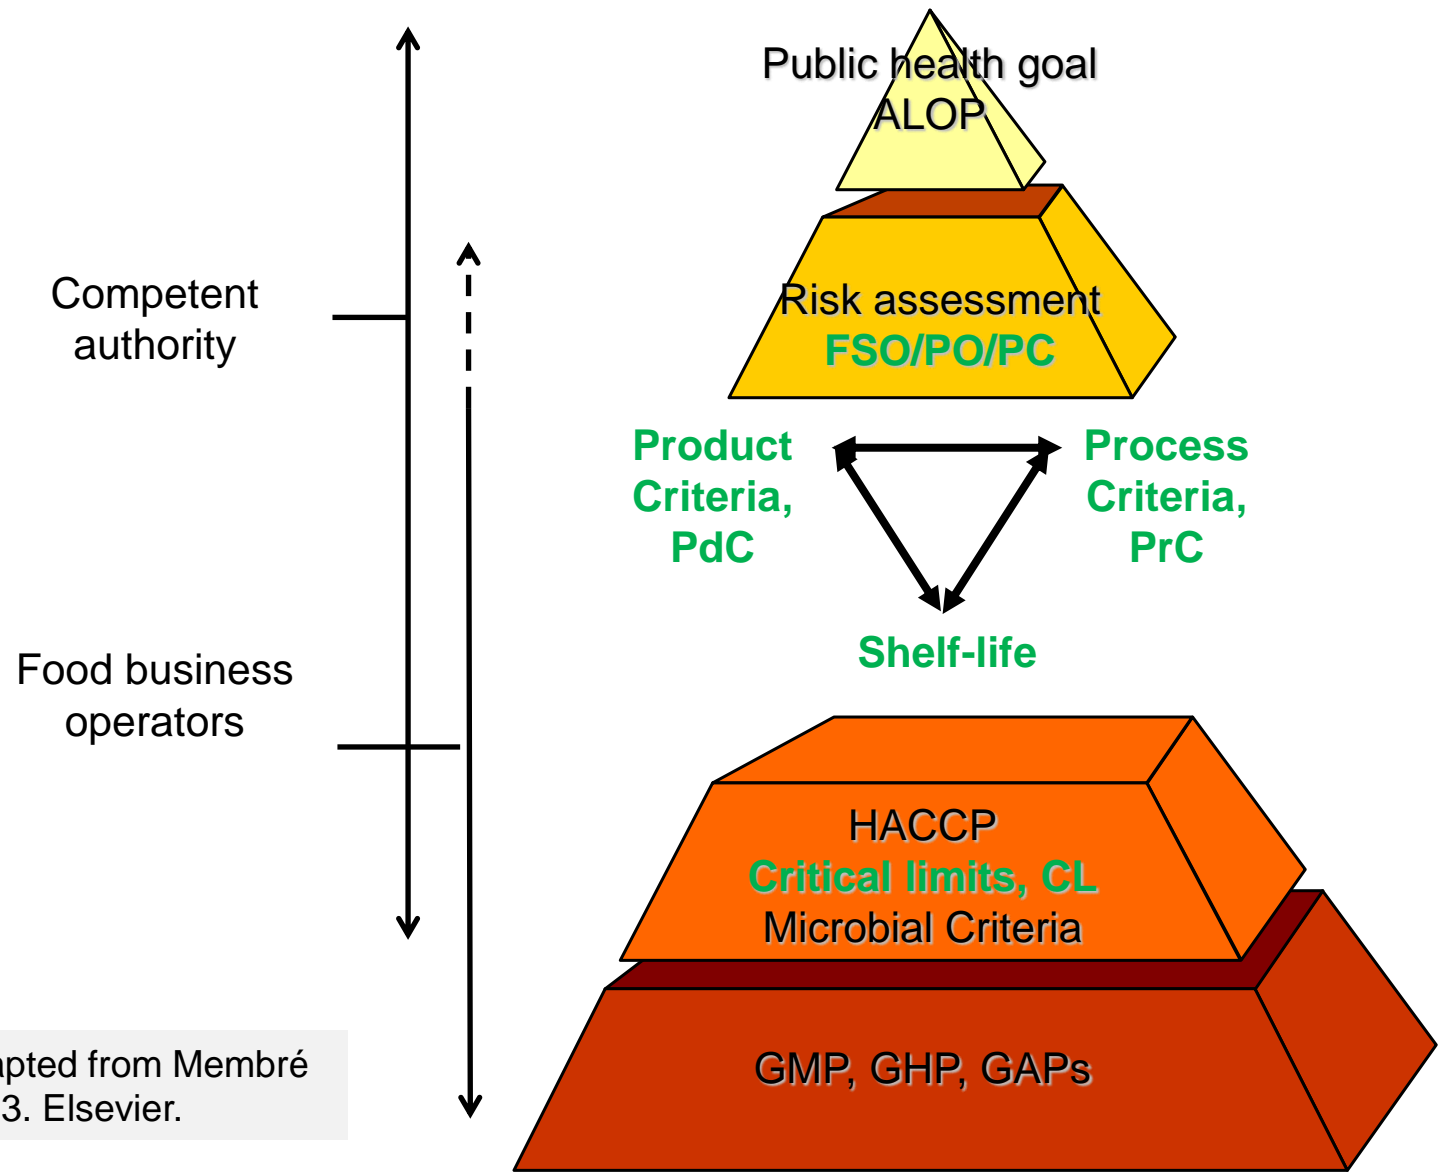 Public health goal
ALOP
Competent
authority
Risk assessment
FSO/PO/PC
Product
Criteria,
PdC
Process
Criteria,
PrC
Shelf-life
Food business
operators
HACCP
Critical limits, CL
Microbial Criteria
GMP, GHP, GAPs
apted from Membré
3. Elsevier.